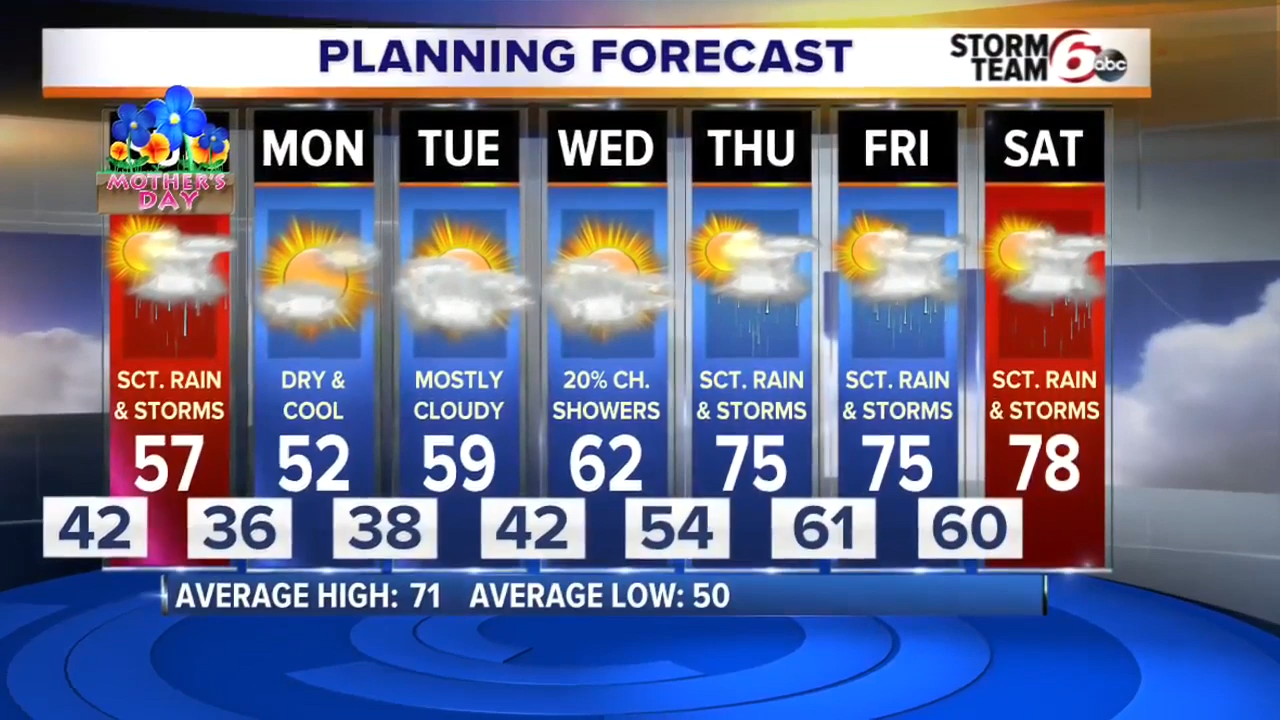 PLANNING FORECAST
STORM
TEAM 6 abc
MOTHER'S
DAY
MON
TUE
WED
THU
FRI
SAT
SCT. RAIN
& STORMS
57
DRY &
COOL
52
MOSTLY
CLOUDY
59
20% CH.
SHOWERS
62
SCT. RAIN
& STORMS
75
SCT. RAIN
& STORMS
75
SCT. RAIN
& STORMS
78
42
36
38
42
54
61
60
AVERAGE HIGH: 71 AVERAGE LOW: 50